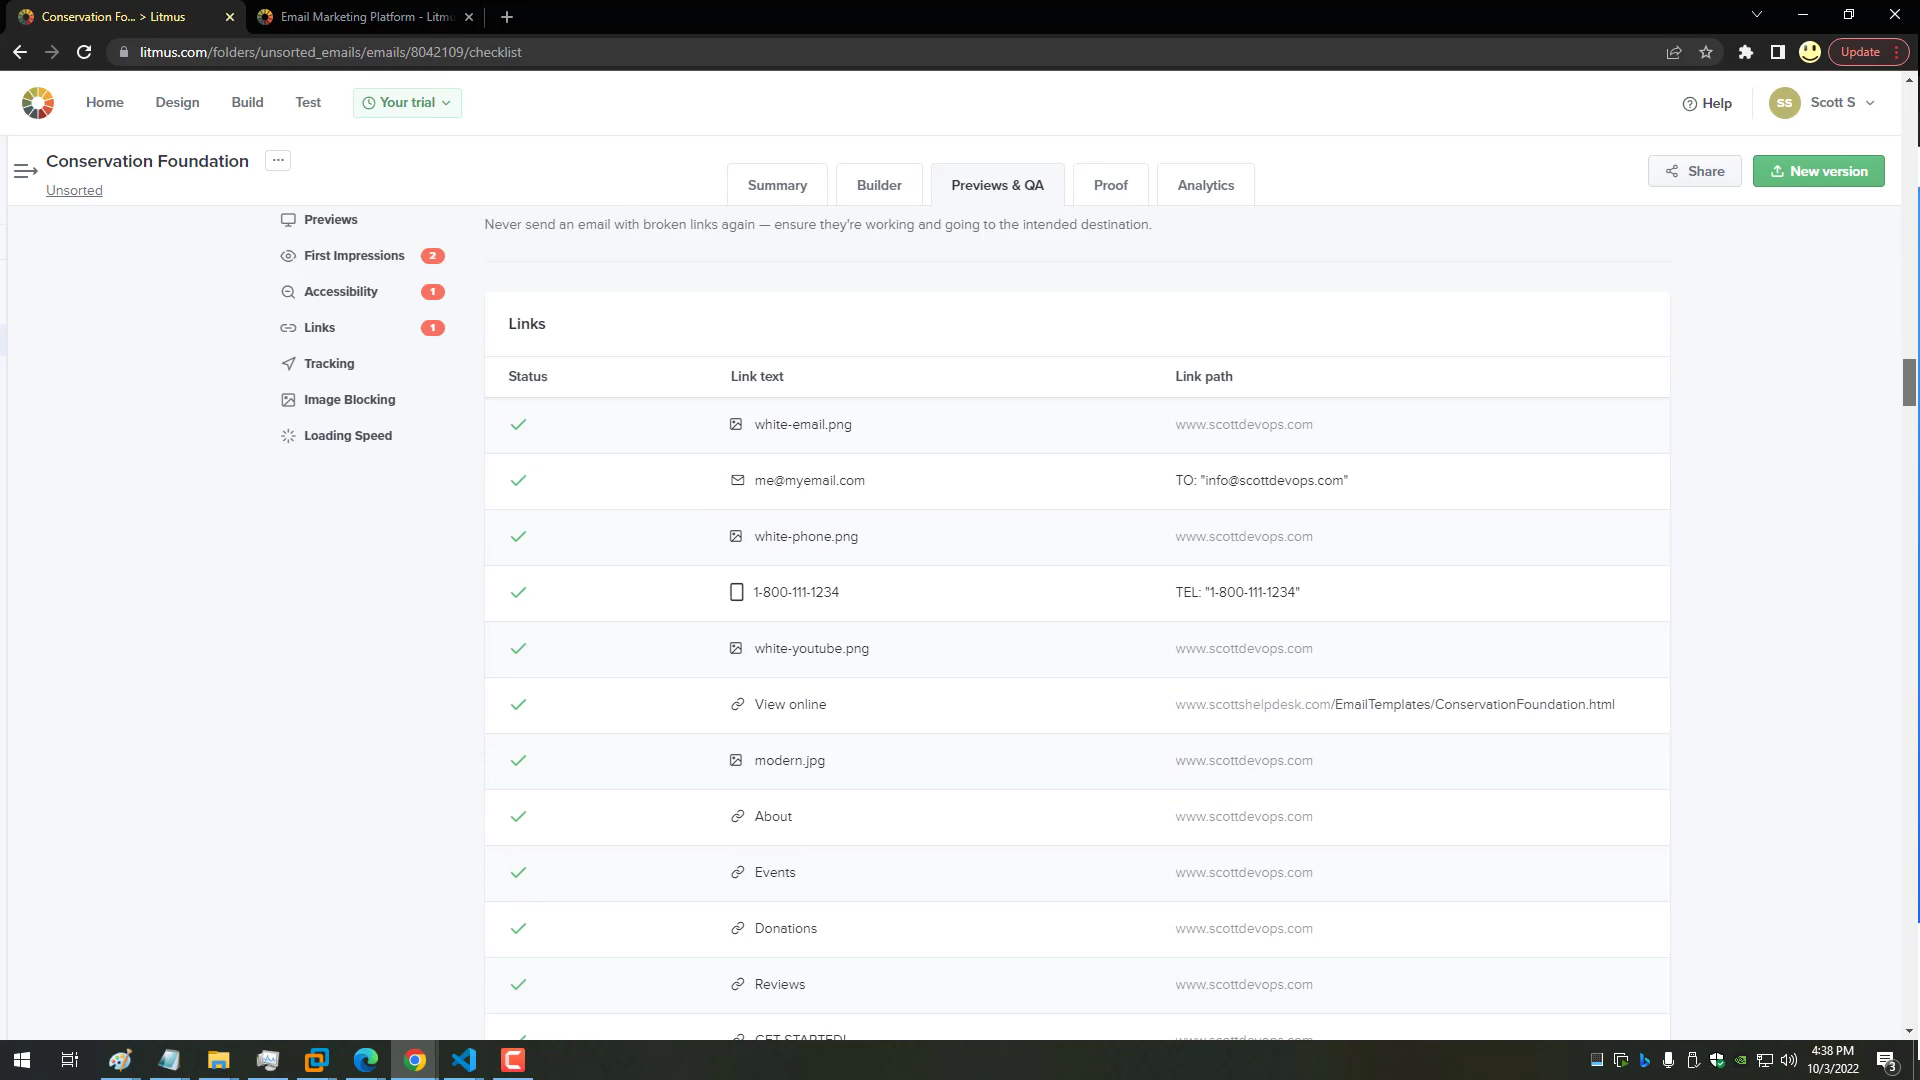 Conservation Fo... > Litmus
Email Marketing Platform - Litmu
litmus.com/folders/unsorted_emails/emails/8042109/checklist
Update
Home
Design
Build
Test
Your trial
Help
SS
Scott S
Conservation Foundation
Unsorted
Summary
Builder
Previews & QA
Proof
Analytics
Share
New version
Previews
First Impressions
2
Accessibility
1
Links
1
Tracking
Image Blocking
Loading Speed
Never send an email with broken links again — ensure they're working and going to the intended destination.
Links
Status
Link text
Link path
white-email.png
www.scottdevops.com
me@myemail.com
TO: "info@scottdevops.com"
white-phone.png
www.scottdevops.com
1-800-111-1234
TEL: "1-800-111-1234"
white-youtube.png
www.scottdevops.com
View online
www.scottshelpdesk.com/EmailTemplates/ConservationFoundation.html
modern.jpg
www.scottdevops.com
About
www.scottdevops.com
Events
www.scottdevops.com
Donations
www.scottdevops.com
Reviews
www.scottdevops.com
GET STARTED!
www.scottdevops.com
4:38 PM
10/3/2022
3